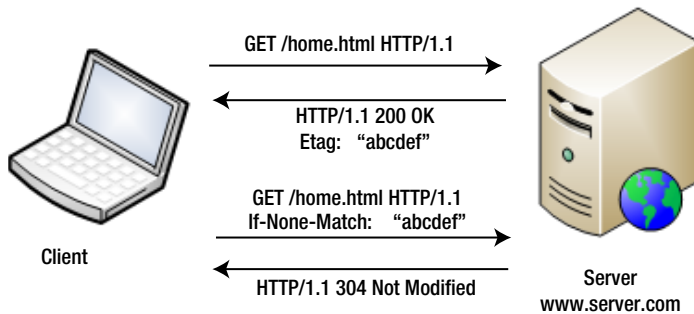 GET /home.html HTTP/1.1
HTTP/1.1 200 OK
Etag: “abcdef”
GET /home.html HTTP/1.1
If-None-Match: “abcdef”
HTTP/1.1 304 Not Modified
Client
Server
www.server.com